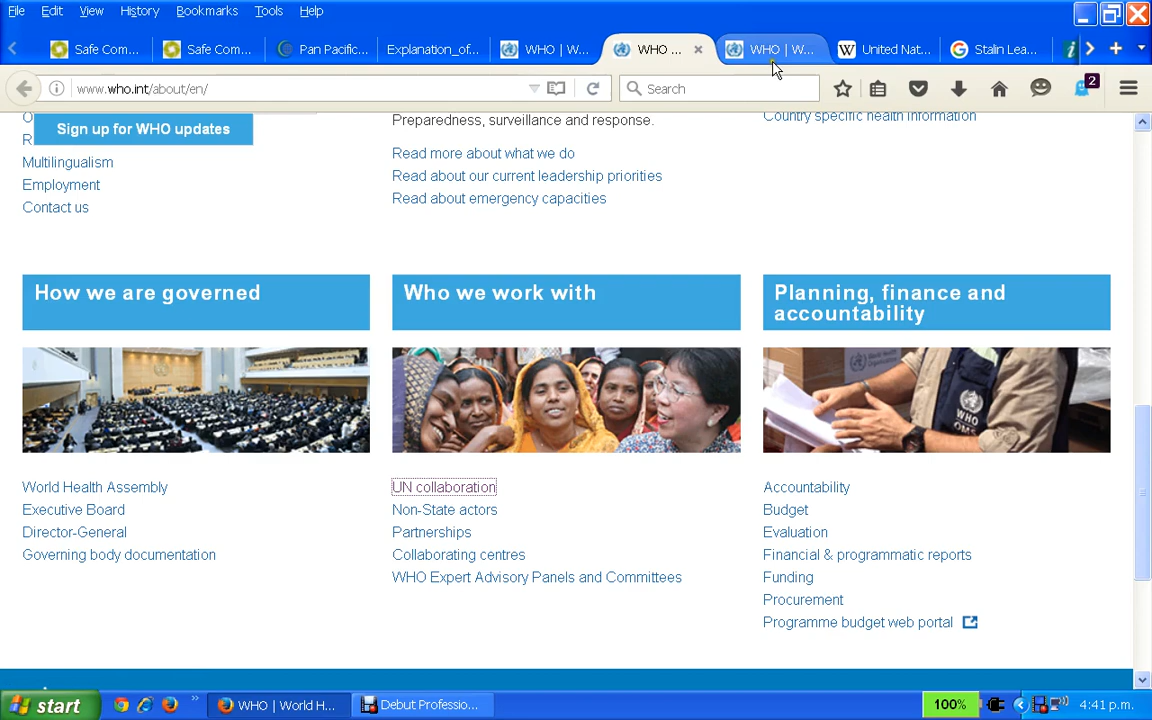 File Edit View History Bookmarks Tools Help
Safe Com... Safe Com... Pan Pacific... Explanation_of... WHO | W... WHO ... WHO | W... United Nat... Stalin Lea...
www.who.int/about/en/ Search 2
Sign up for WHO updates
Multilingualism
Employment
Contact us
Preparedness, surveillance and response.
Read more about what we do
Read about our current leadership priorities
Read about emergency capacities
Country specific health information
How we are governed
World Health Assembly
Executive Board
Director-General
Governing body documentation
Who we work with
UN collaboration
Non-State actors
Partnerships
Collaborating centres
WHO Expert Advisory Panels and Committees
Planning, finance and
accountability
WHO
OMS
Accountability
Budget
Evaluation
Financial & programmatic reports
Funding
Procurement
Programme budget web portal
start WHO | World H... Debut Professio... 100% 4:41 p.m.